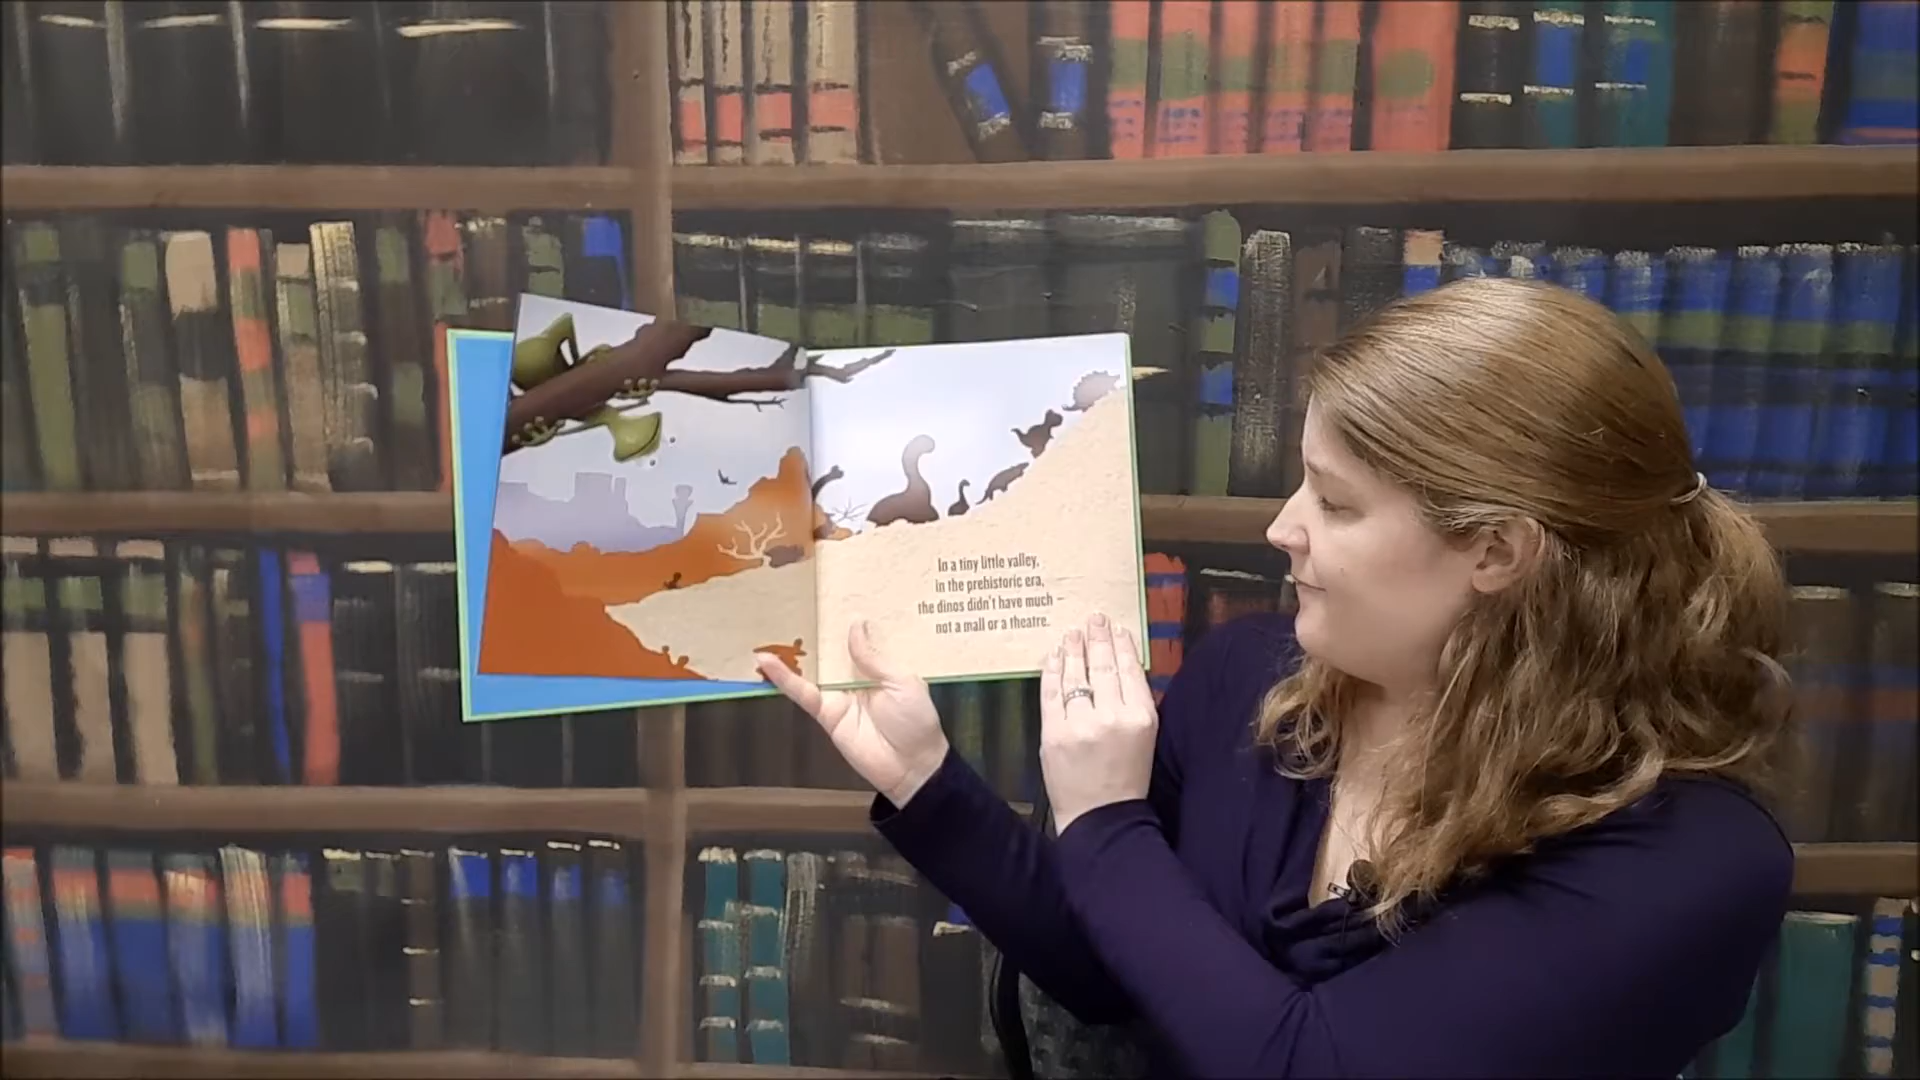 In a tiny little valley,
in the prehistoric era,
the dinos didn't have much –
not a mall or a theatre.